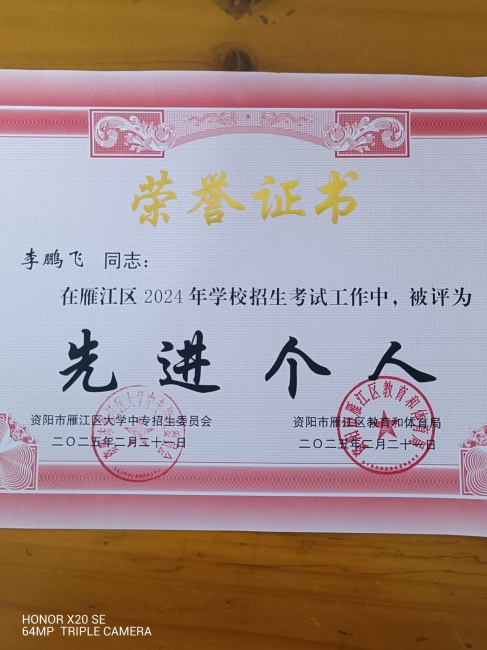 荣誉证书
李鹏飞 同志：
在雁江区 2024 年学校招生考试工作中，被评为
先进个人
资阳市雁江区大学中专招生委员会 资阳市雁江区教育和体育局
二〇二五年二月二十一日 二〇二五年二月二十一日
HONOR X20 SE
64MP TRIPLE CAMERA